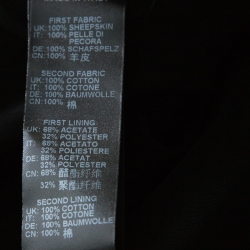 FIRST FABRIC
UK: 100% SHEEPSKIN
IT: 100% PELLE DI
PECORA
DE: 100% SCHAFSPELZ
CN: 100% 羊皮
SECOND FABRIC
UK: 100% COTTON
IT: 100% COTONE
DE: 100% BAUMWOLLE
CN: 100% 棉
FIRST LINING
UK: 68% ACETATE
32% POLYESTER
IT: 68% ACETATO
32% POLIESTERE
DE: 68% ACETAT
32% POLYESTER
CN: 68% 醋酯纤维
32% 聚酯纤维
SECOND LINING
UK: 100% COTTON
IT: 100% COTONE
DE: 100% BAUMWOLLE
CN: 100% 棉